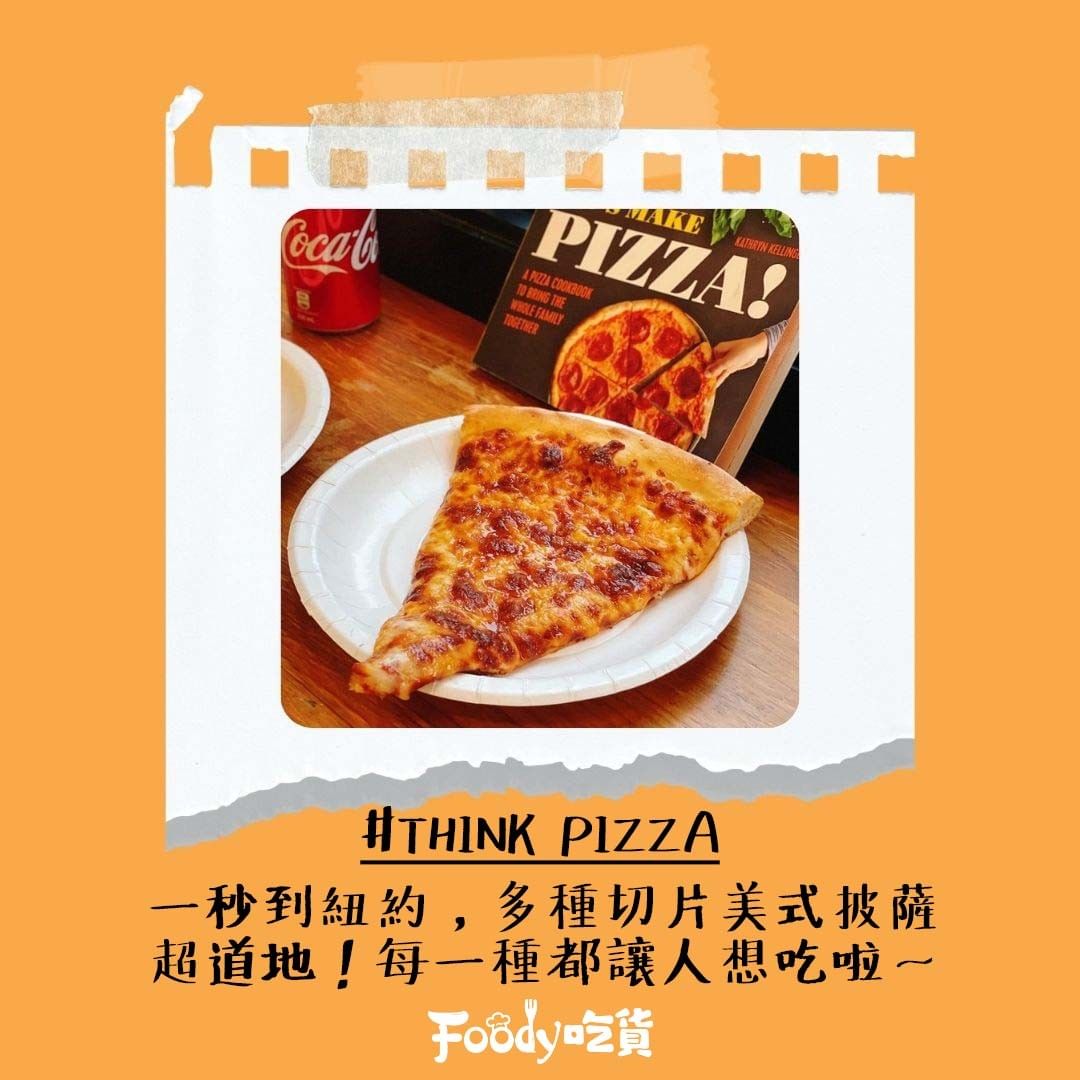 Coca-Co
MAKE
PIZZA!
KATHRYN KELLING
A PIZZA COOKBOOK
TO BRING THE
WHOLE FAMILY
TOGETHER
#THINK PIZZA
一秒到紐約，多種切片美式披薩
超道地！每一種都讓人想吃啦～
Foody吃貨